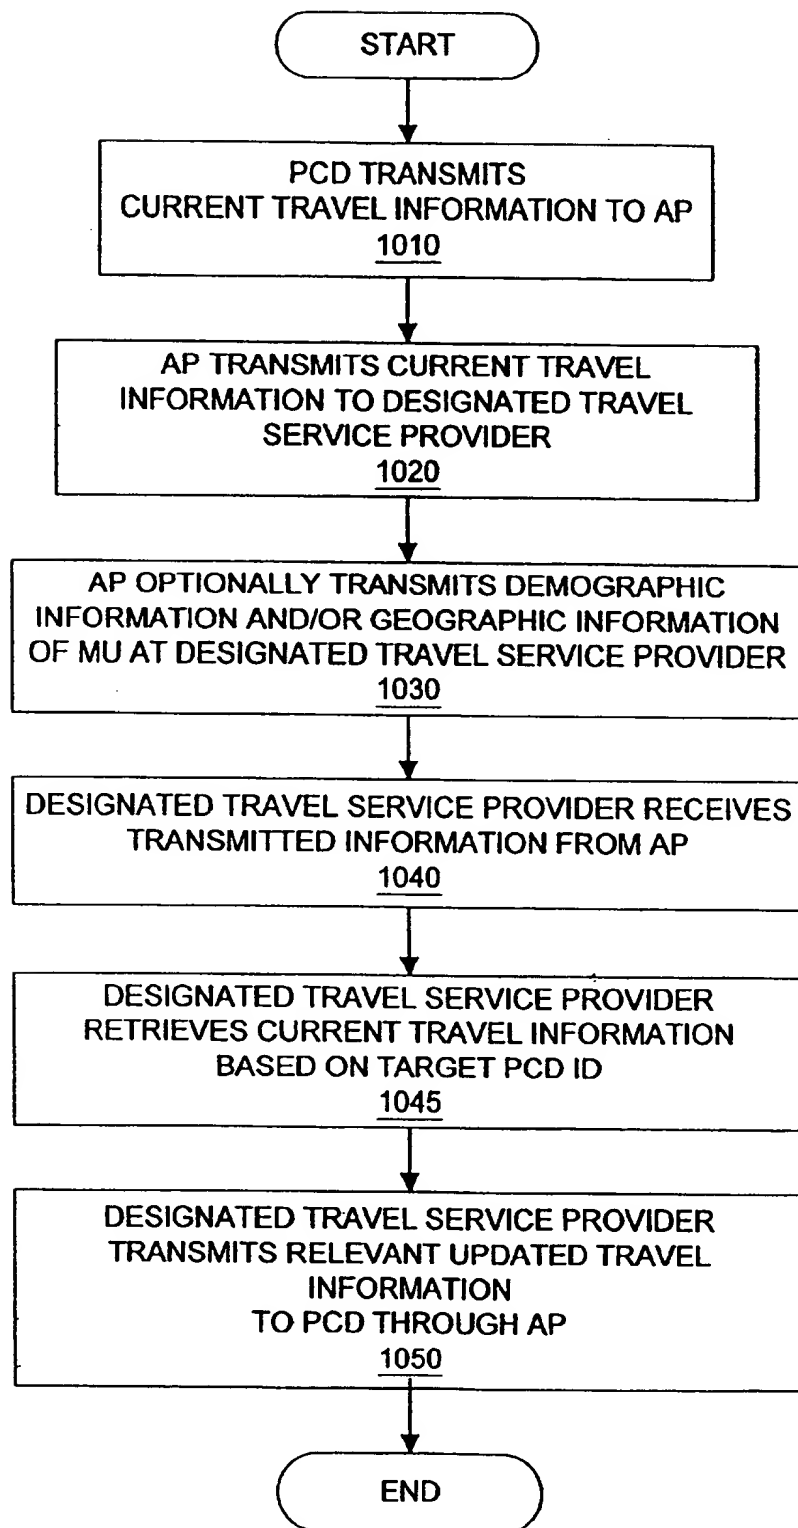 START
PCD TRANSMITS
CURRENT TRAVEL INFORMATION TO AP
1010
AP TRANSMITS CURRENT TRAVEL
INFORMATION TO DESIGNATED TRAVEL
SERVICE PROVIDER
1020
AP OPTIONALLY TRANSMITS DEMOGRAPHIC
INFORMATION AND/OR GEOGRAPHIC INFORMATION
OF MU AT DESIGNATED TRAVEL SERVICE PROVIDER
1030
DESIGNATED TRAVEL SERVICE PROVIDER RECEIVES
TRANSMITTED INFORMATION FROM AP
1040
DESIGNATED TRAVEL SERVICE PROVIDER
RETRIEVES CURRENT TRAVEL INFORMATION
BASED ON TARGET PCD ID
1045
DESIGNATED TRAVEL SERVICE PROVIDER
TRANSMITS RELEVANT UPDATED TRAVEL
INFORMATION
TO PCD THROUGH AP
1050
END